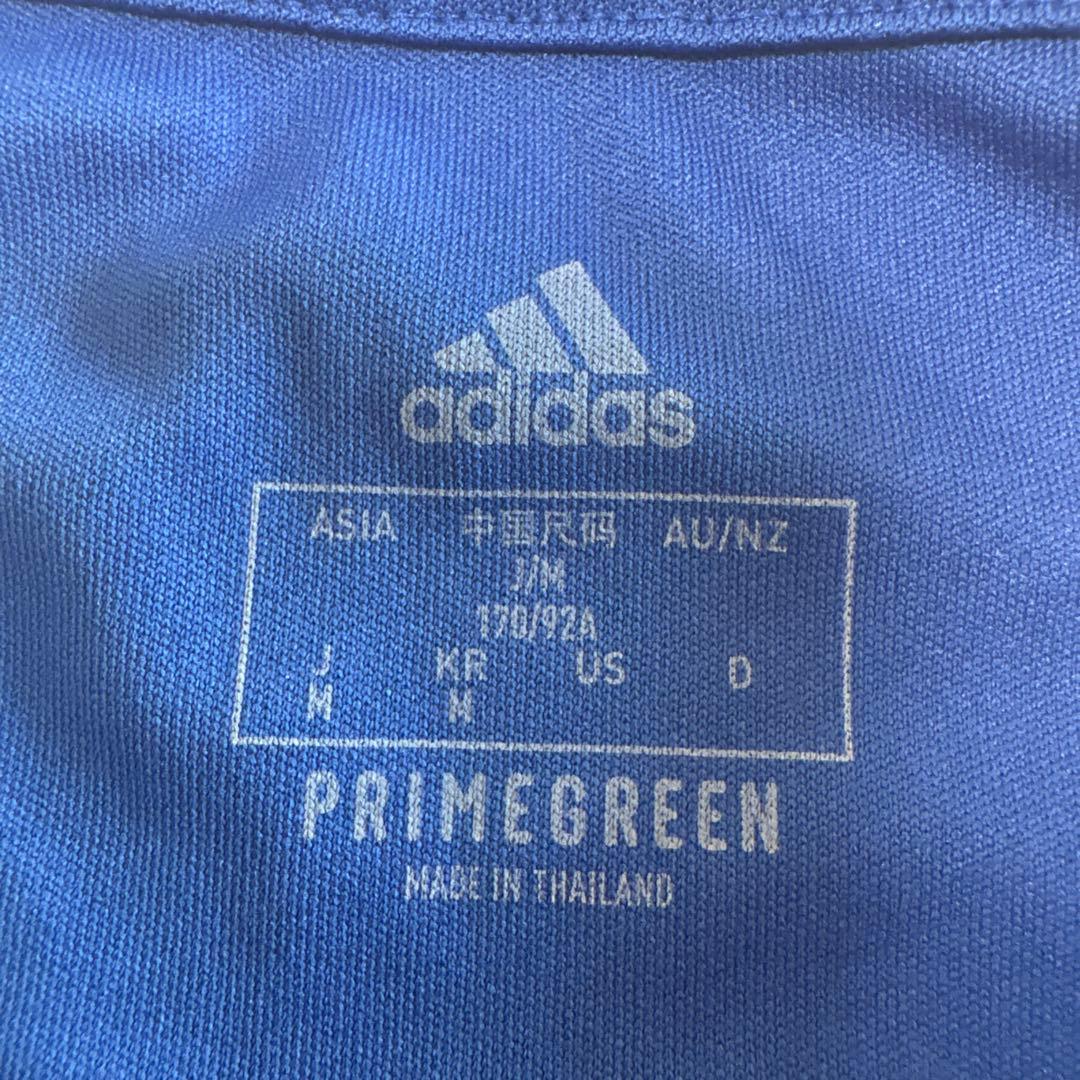 adidas
ASIA 中国尺码 AU/NZ
J/M
170/92A
J KR US D
M M
PRIMEGREEN
MADE IN THAILAND